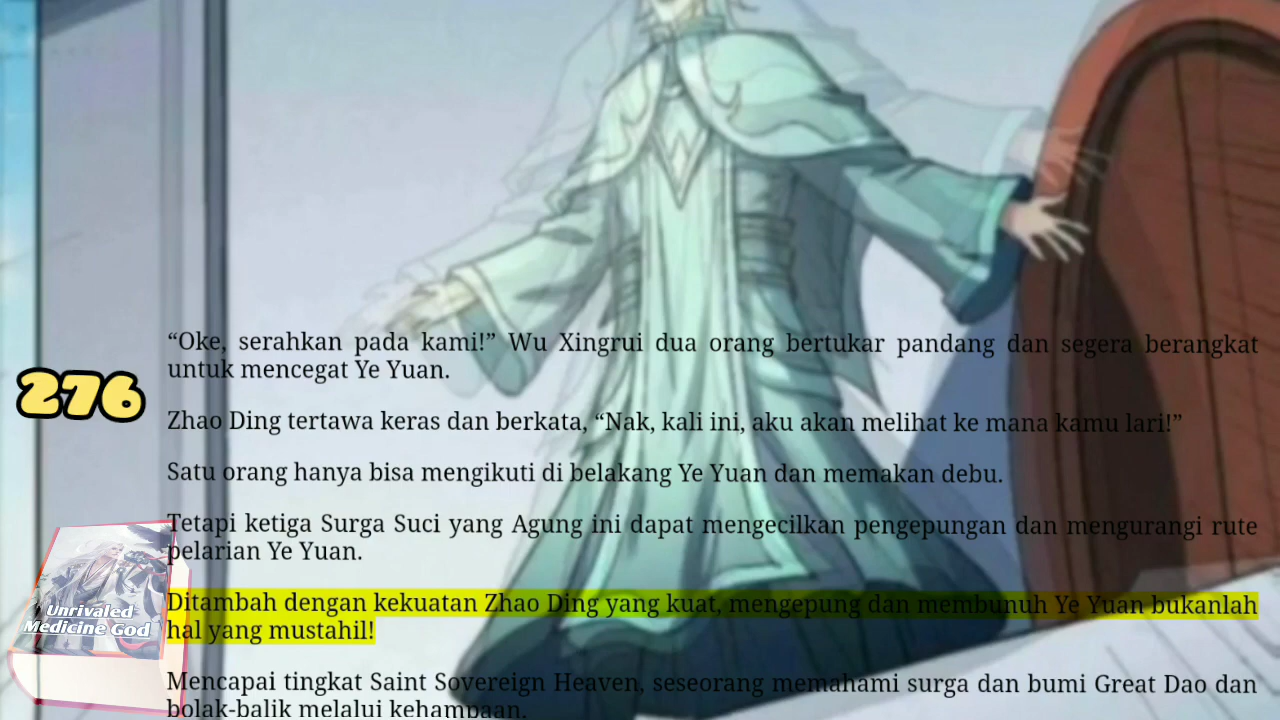 “Oke, serahkan pada kami!” Wu Xingrui dua orang bertukar pandang dan segera berangkat
untuk mencegat Ye Yuan.
276
Zhao Ding tertawa keras dan berkata, “Nak, kali ini, aku akan melihat ke mana kamu lari!”
Satu orang hanya bisa mengikuti di belakang Ye Yuan dan memakan debu.
Tetapi ketiga Surga Suci yang Agung ini dapat mengecilkan pengepungan dan mengurangi rute
pelarian Ye Yuan.
Ditambah dengan kekuatan Zhao Ding yang kuat, mengepung dan membunuh Ye Yuan bukanlah
hal yang mustahil!
Unrivaled
Medicine God
Mencapai tingkat Saint Sovereign Heaven, seseorang memahami surga dan bumi Great Dao dan
bolak-balik melalui kehampaan.